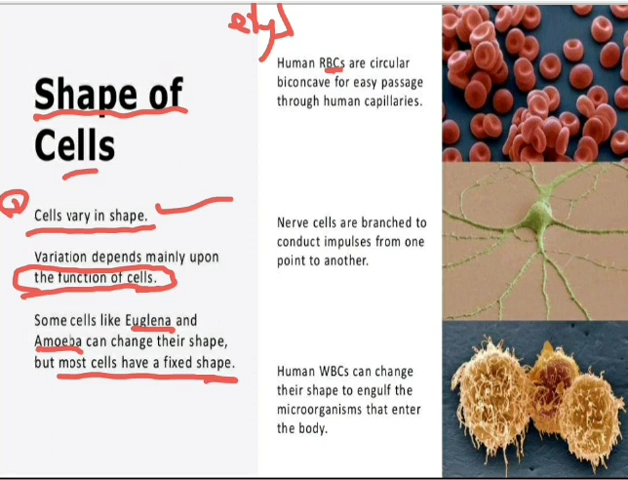 Shape of
Cells
Cells vary in shape.
Variation depends mainly upon
the function of cells.
Some cells like Euglena and
Amoeba can change their shape,
but most cells have a fixed shape.
Human RBCs are circular
biconcave for easy passage
through human capillaries.
Nerve cells are branched to
conduct impulses from one
point to another.
Human WBCs can change
their shape to engulf the
microorganisms that enter
the body.